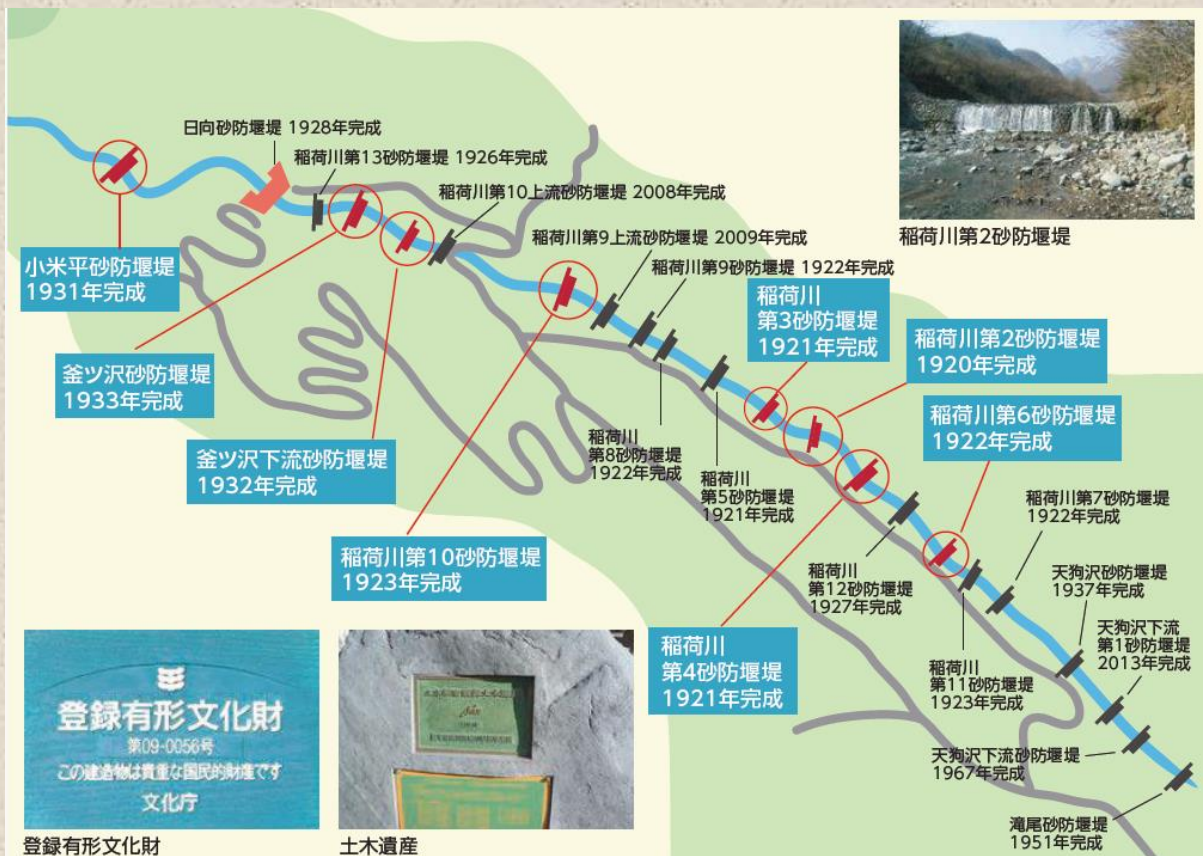 日向砂防堰堤 1928年完成
稲荷川第13砂防堰堤 1926年完成
稲荷川第10上流砂防堰堤 2008年完成
稲荷川第9上流砂防堰堤 2009年完成
稲荷川第9砂防堰堤 1922年完成
稲荷川第2砂防堰堤
小米平砂防堰堤
1931年完成
釜ツ沢砂防堰堤
1933年完成
釜ツ沢下流砂防堰堤
1932年完成
稲荷川第10砂防堰堤
1923年完成
稲荷川
第3砂防堰堤
1921年完成
稲荷川第2砂防堰堤
1920年完成
稲荷川第6砂防堰堤
1922年完成
稲荷川
第8砂防堰堤
1922年完成
稲荷川
第5砂防堰堤
1921年完成
稲荷川
第4砂防堰堤
1921年完成
稲荷川
第12砂防堰堤
1927年完成
稲荷川第7砂防堰堤
1922年完成
稲荷川
第11砂防堰堤
1923年完成
天狗沢砂防堰堤
1937年完成
天狗沢下流
第1砂防堰堤
2013年完成
天狗沢下流砂防堰堤
1967年完成
滝尾砂防堰堤
1951年完成
登録有形文化財
第09-0056号
この建造物は貴重な国民的財産です
文化庁
登録有形文化財
土木遺産